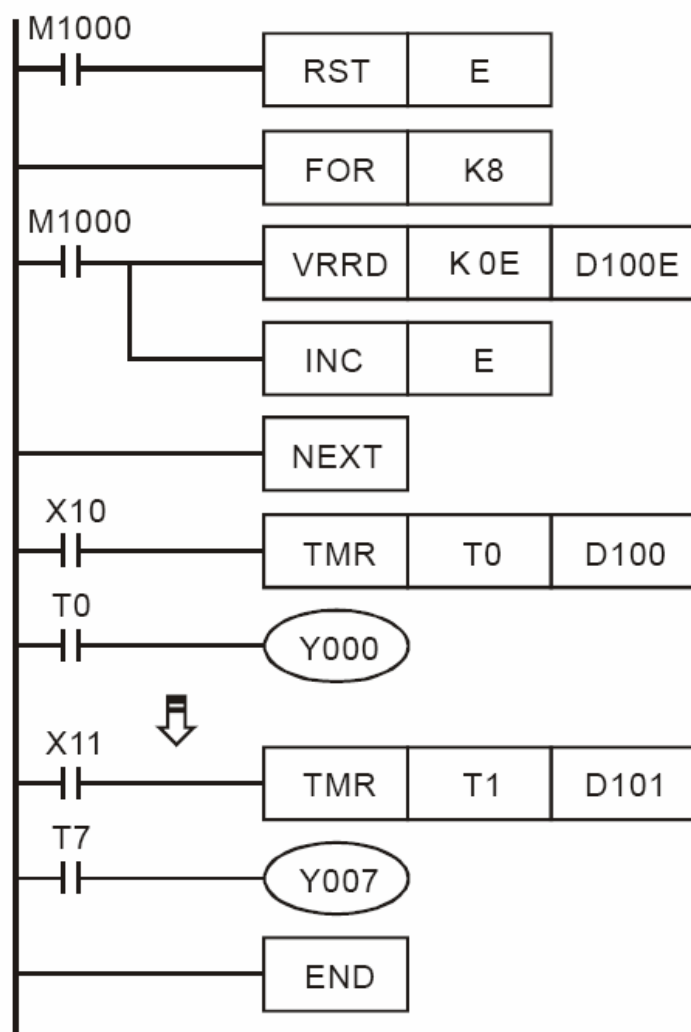 M1000
RST E
FOR K8
M1000
VRRD K 0E D100E
INC E
NEXT
X10
TMR T0 D100
T0
Y000
X11
TMR T1 D101
T7
Y007
END